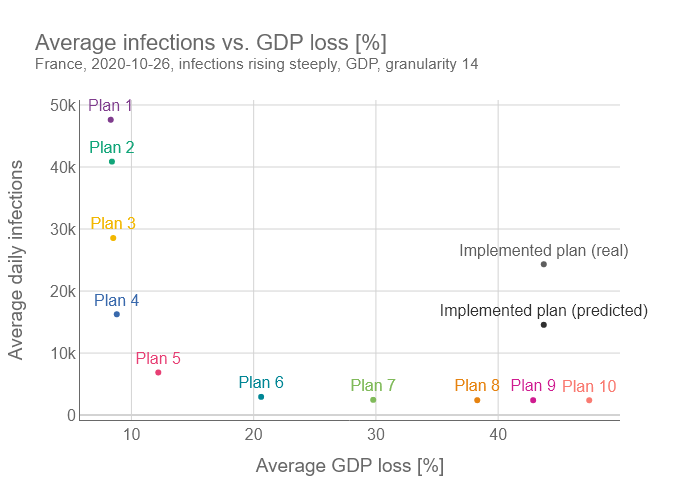 Average infections vs. GDP loss [%]
France, 2020-10-26, infections rising steeply, GDP, granularity 14
50k
Plan 1
Plan 2
40k
Plan 3
30k
Implemented plan (real)
20k
Plan 4
Implemented plan (predicted)
10k
Plan 5
Plan 6
Plan 7
Plan 8
Plan 9
Plan 10
0
10
20
30
40
Average GDP loss [%]
Average daily infections